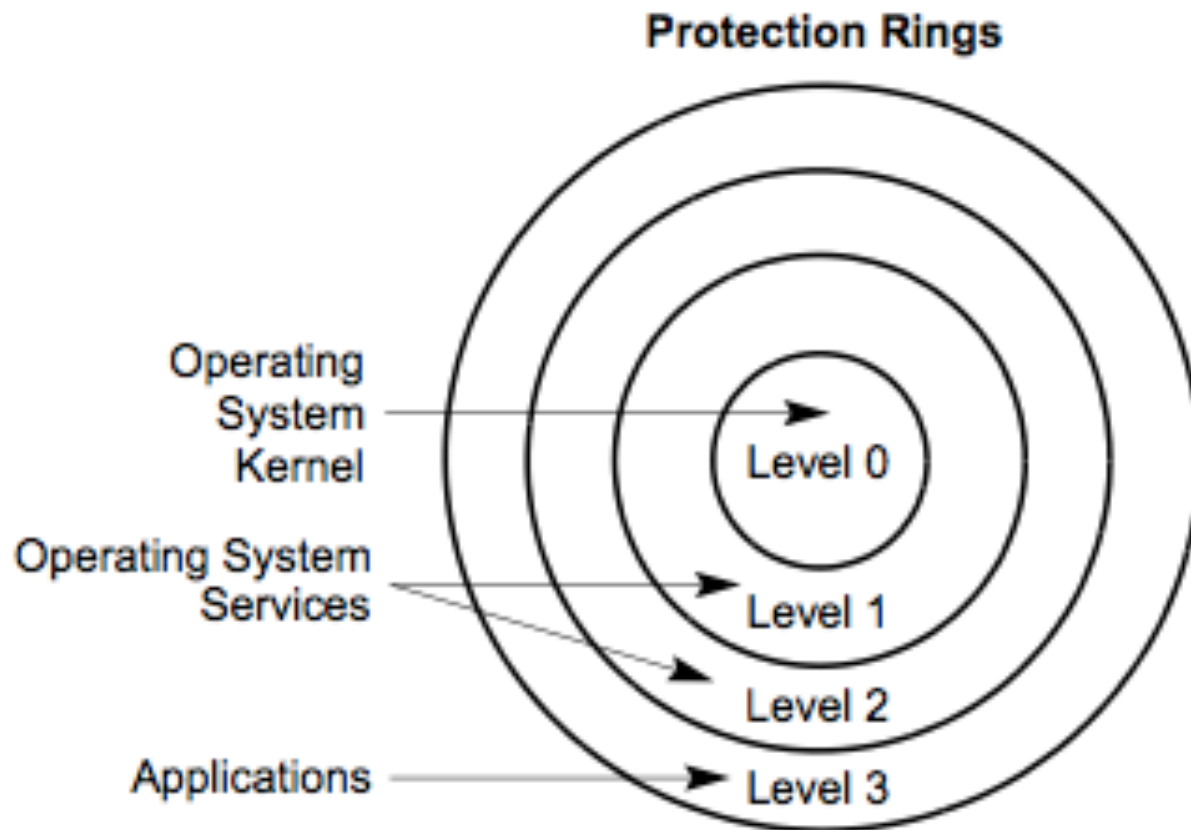 Protection Rings
Operating
System
Kernel
Level 0
Operating System
Services
Level 1
Level 2
Applications
Level 3